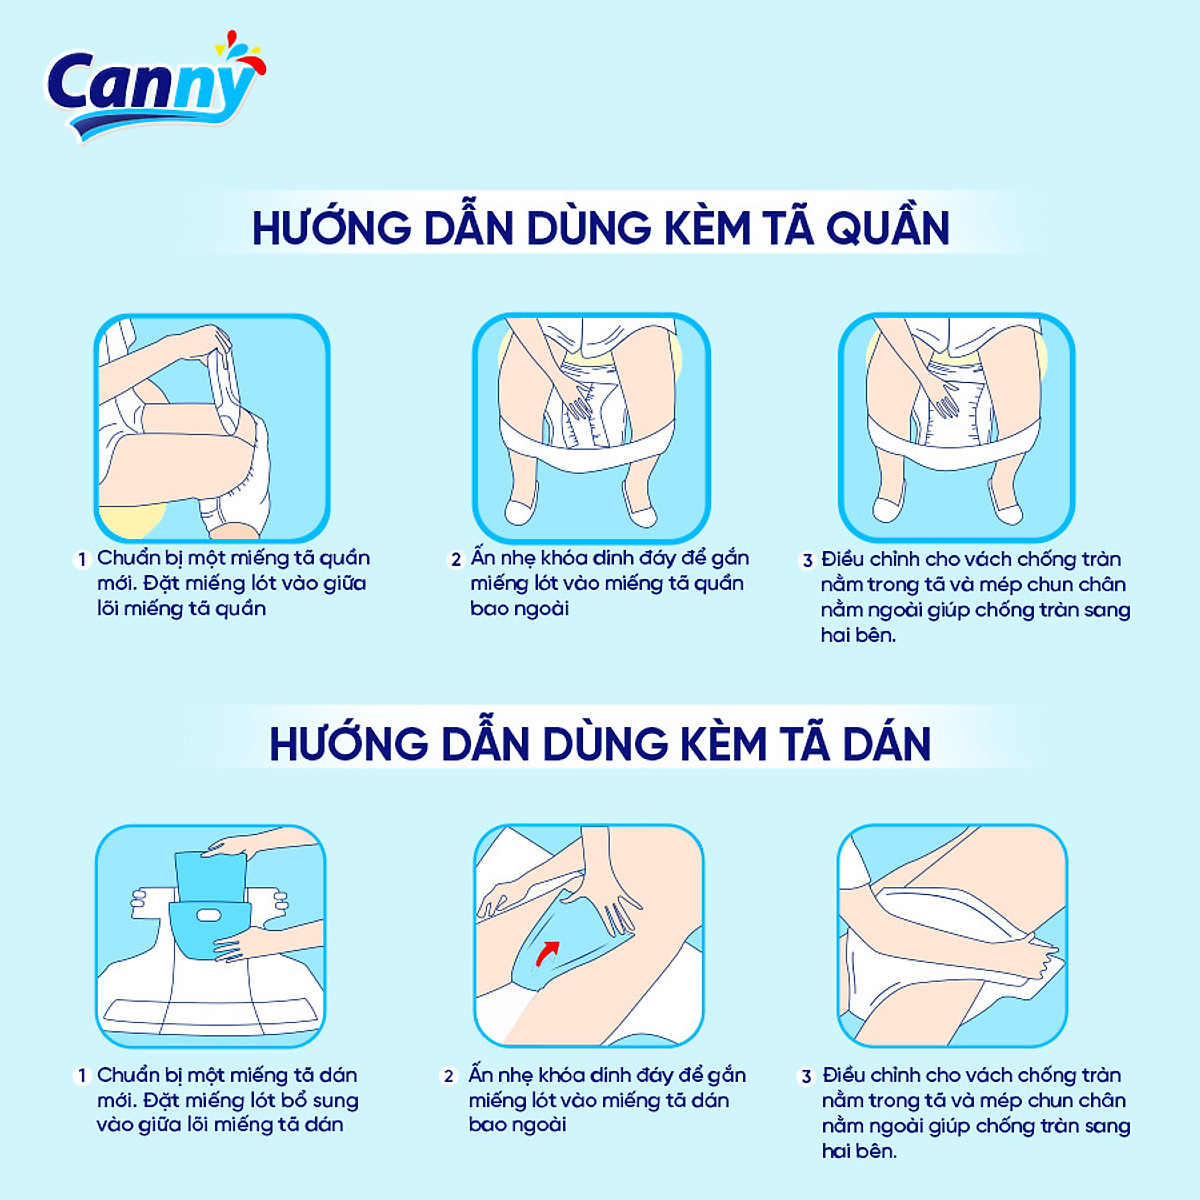 Canny
HƯỚNG DẪN DÙNG KÈM TÃ QUẦN
1 Chuẩn bị một miếng tã quần
mới. Đặt miếng lót vào giữa
lõi miếng tã quần
2 Ấn nhẹ khóa dính đáy để gắn
miếng lót vào miếng tã quần
bao ngoài
3 Điều chỉnh cho vách chống tràn
nằm trong tã và mép chun chân
nằm ngoài giúp chống tràn sang
hai bên.
HƯỚNG DẪN DÙNG KÈM TÃ DÁN
1 Chuẩn bị một miếng tã dán
mới. Đặt miếng lót bổ sung
vào giữa lõi miếng tã dán
2 Ấn nhẹ khóa dính đáy để gắn
miếng lót vào miếng tã dán
bao ngoài
3 Điều chỉnh cho vách chống tràn
nằm trong tã và mép chun chân
nằm ngoài giúp chống tràn sang
hai bên.